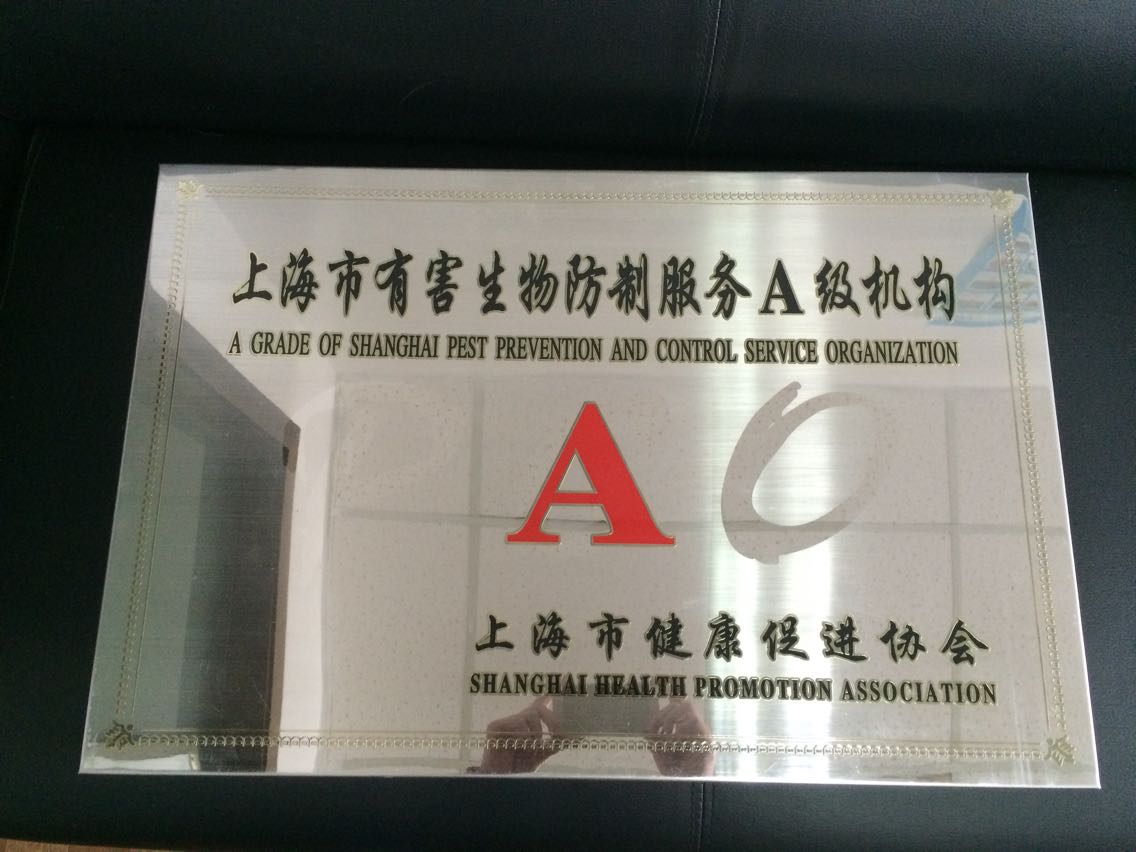 上海市有害生物防制服务A级机构
A GRADE OF SHANGHAI PEST PREVENTION AND CONTROL SERVICE ORGANIZATION
A
上海市健康促进协会
SHANGHAI HEALTH PROMOTION ASSOCIATION